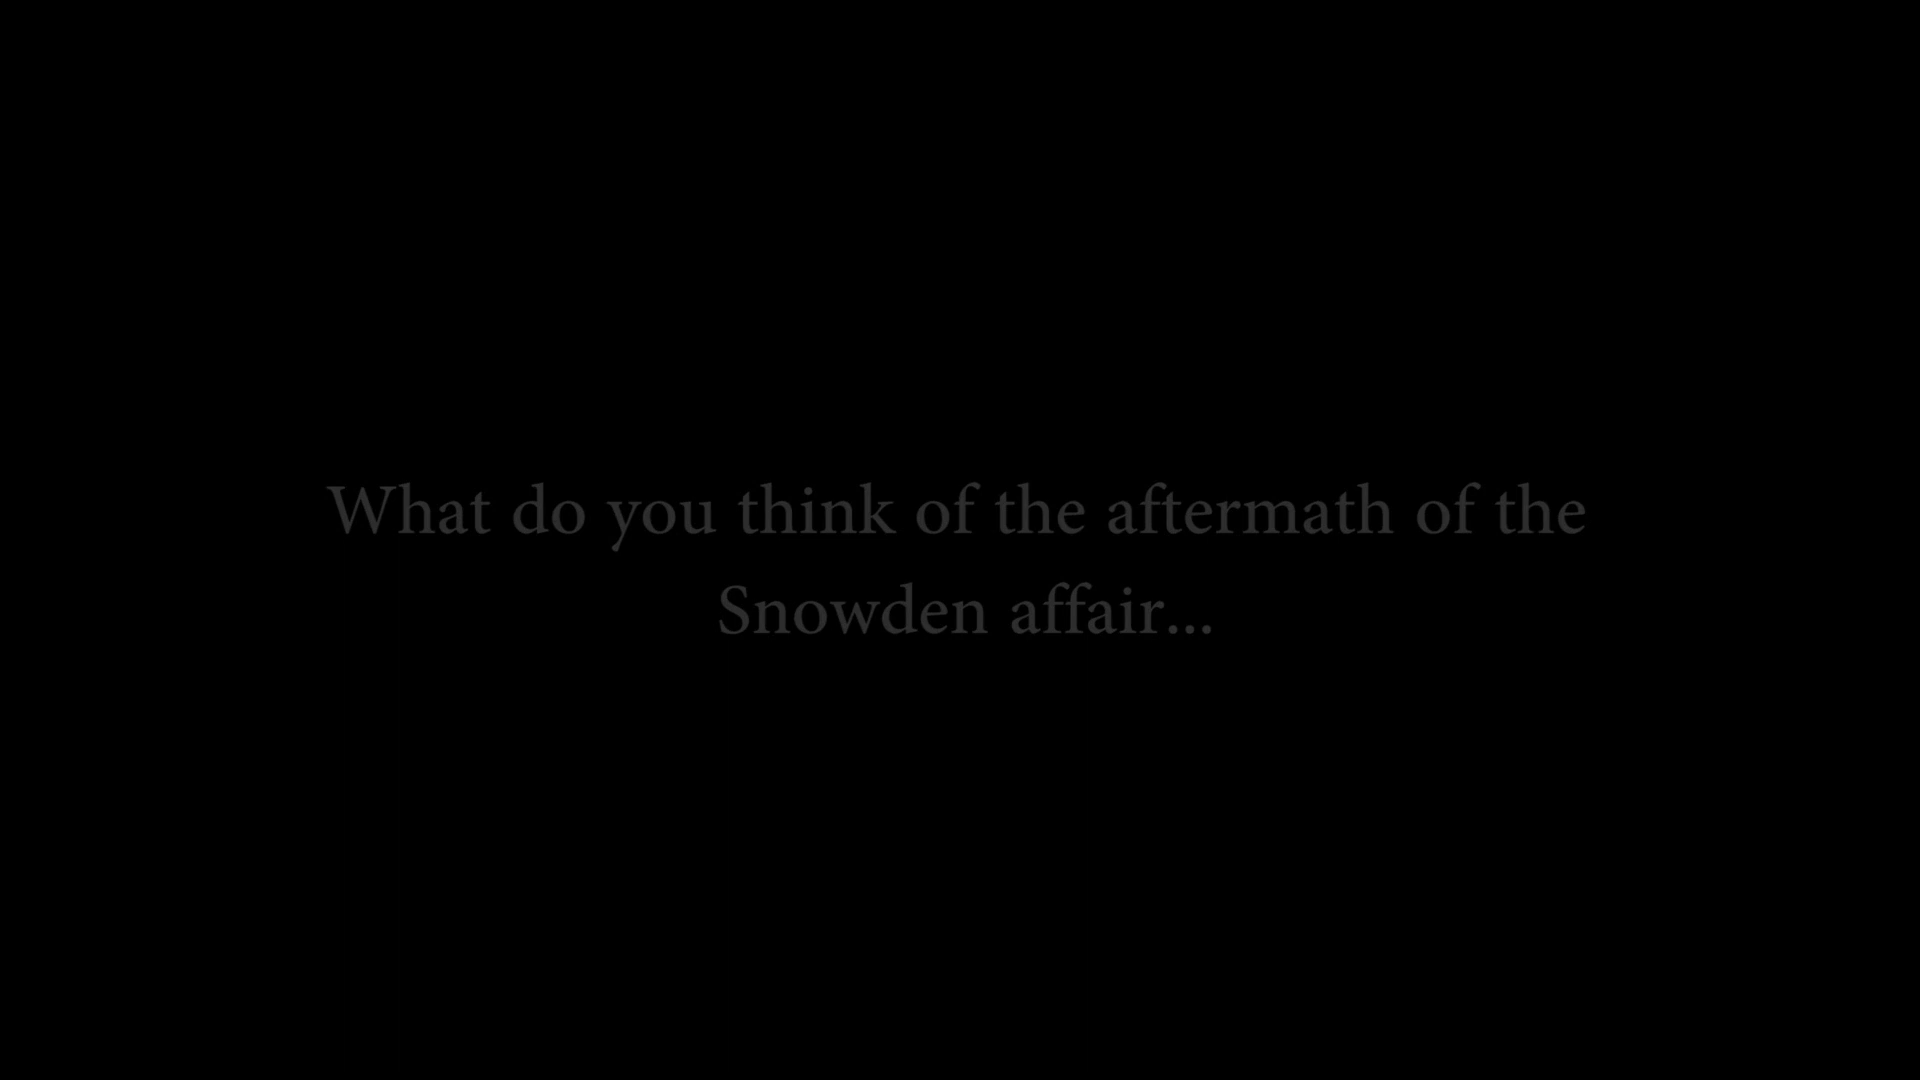 What do you think of the aftermath of the
Snowden affair...